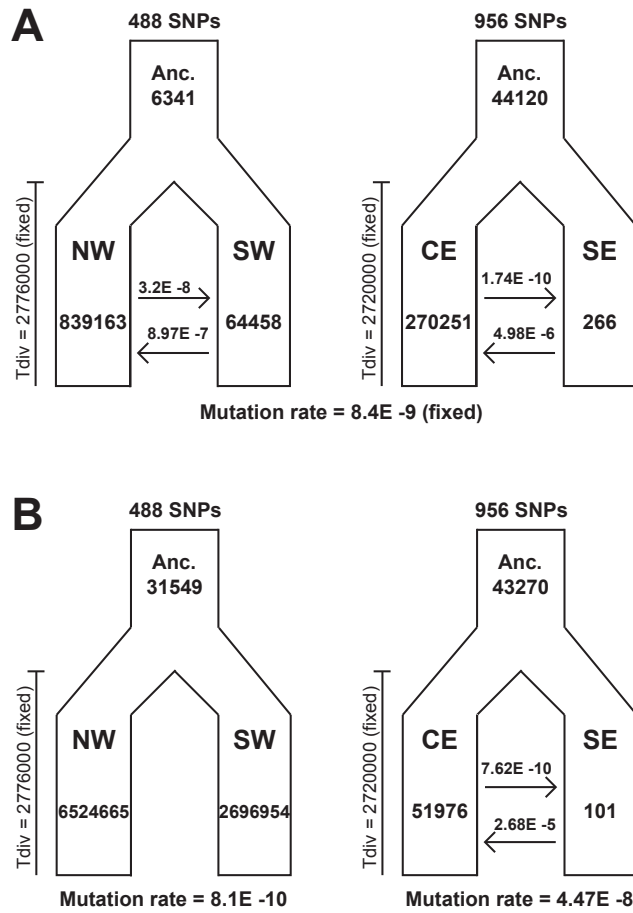 A
488 SNPs
Anc.
6341
Tdiv = 2776000 (fixed)
NW
SW
3.2E -8
8.97E -7
839163
64458
956 SNPs
Anc.
44120
Tdiv = 2720000 (fixed)
CE
SE
1.74E -10
4.98E -6
270251
266
Mutation rate = 8.4E -9 (fixed)
B
488 SNPs
Anc.
31549
Tdiv = 2776000 (fixed)
NW
SW
6524665
2696954
Mutation rate = 8.1E -10
956 SNPs
Anc.
43270
Tdiv = 2720000 (fixed)
CE
SE
7.62E -10
2.68E -5
51976
101
Mutation rate = 4.47E -8